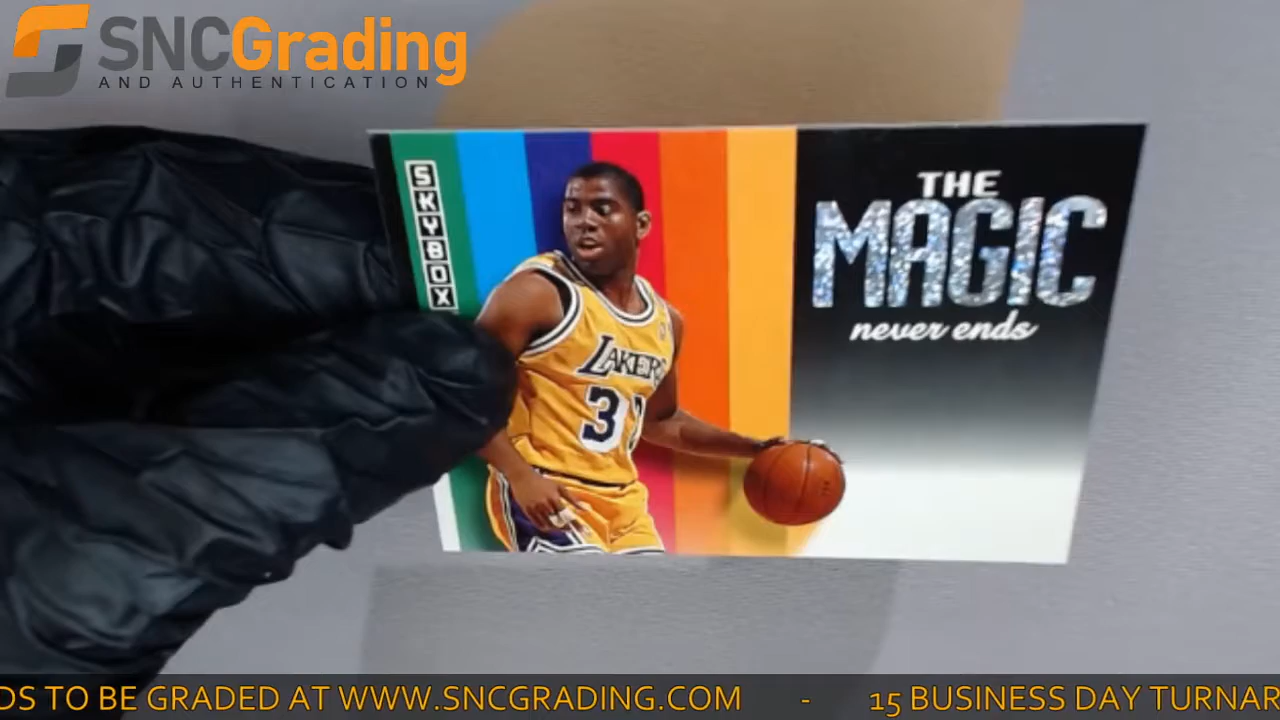 SNCGrading
AND AUTHENTICATION
SKYBOX
THE
MAGIC
never ends
LAKERS
3
DS TO BE GRADED AT WWW.SNCGRADING.COM - 15 BUSINESS DAY TURNAR